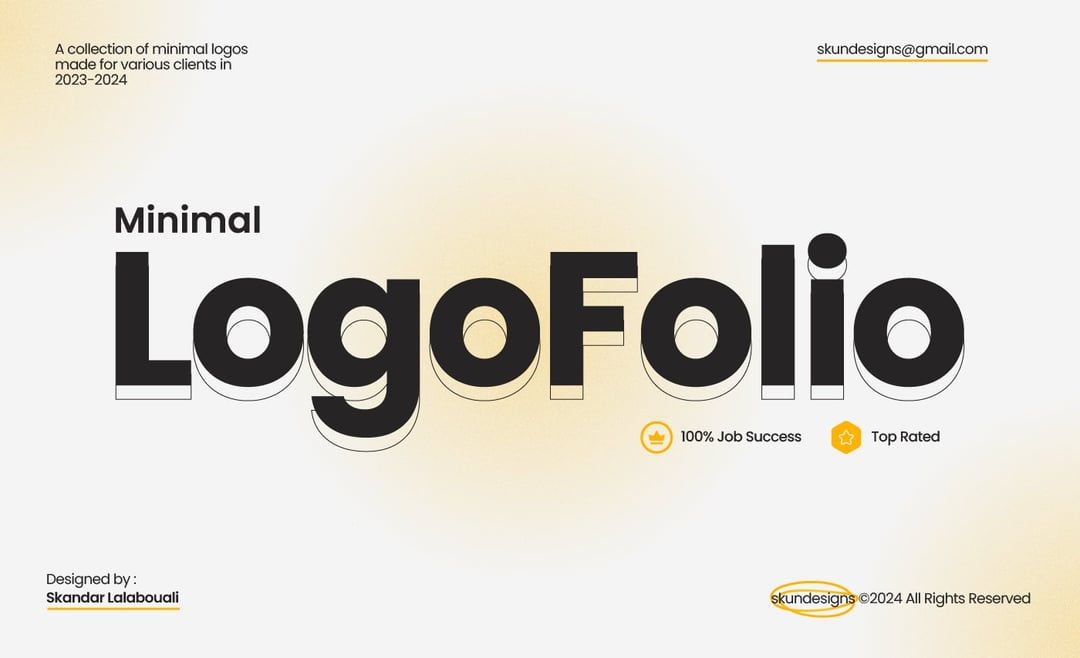 A collection of minimal logos
made for various clients in
2023-2024
skundesigns@gmail.com
Minimal
LogoFolio
100% Job Success
Top Rated
Designed by :
Skandar Lalabouali
skundesigns ©2024 All Rights Reserved